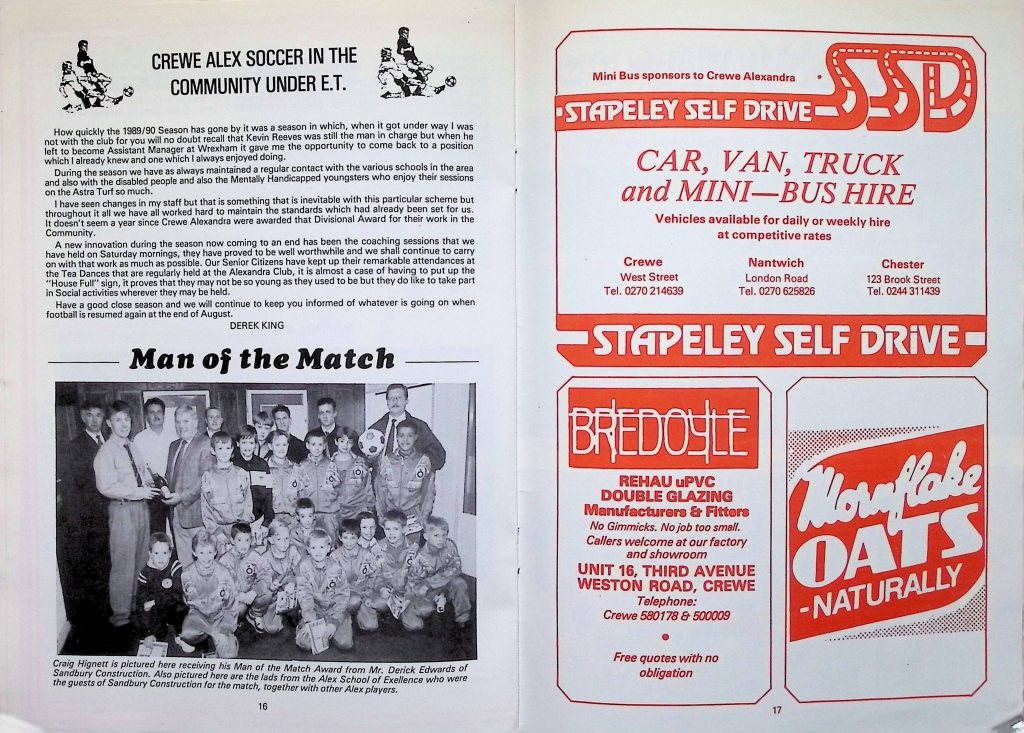 CREWE ALEX SOCCER IN THE
COMMUNITY UNDER E.T.
How quickly the 1989/90 Season has gone by it was a season in which, when it got under way I was
not with the club for you will no doubt recall that Kevin Reeves was still the man in charge but when he
left to become Assistant Manager at Wrexham it gave me the opportunity to come back to a position
which I already knew and one which I always enjoyed doing.
During the season we have as always maintained a regular contact with the various schools in the area
and also with the disabled people and also the Mentally Handicapped youngsters who enjoy their sessions
on the Astra Turf so much.
I have seen changes in my staff but that is something that is inevitable with this particular scheme but
throughout it all we have all worked hard to maintain the standards which had already been set for us.
It doesn't seem a year since Crewe Alexandra were awarded that Divisional Award for their work in the
Community.
A new innovation during the season now coming to an end has been the coaching sessions that we
have held on Saturday mornings, they have proved to be well worthwhile and we shall continue to carry
on with that work as much as possible. Our Senior Citizens have kept up their remarkable attendances at
the Tea Dances that are regularly held at the Alexandra Club, it is almost a case of having to put up the
"House Full" sign, it proves that they may not be so young as they used to be but they do like to take part
in Social activities wherever they may be held.
Have a good close season and we will continue to keep you informed of whatever is going on when
football is resumed again at the end of August.
DEREK KING
Man of the Match
Craig Hignett is pictured here receiving his Man of the Match Award from Mr. Derick Edwards of
Sandbury Construction. Also pictured here are the lads from the Alex School of Exellence who were
the guests of Sandbury Construction for the match, together with other Alex players.
16
Mini Bus sponsors to Crewe Alexandra
SSD
STAPELEY SELF DRIVE
CAR, VAN, TRUCK
and MINI—BUS HIRE
Vehicles available for daily or weekly hire
at competitive rates
Crewe
West Street
Tel. 0270 214639
Nantwich
London Road
Tel. 0270 625826
Chester
123 Brook Street
Tel. 0244 311439
STAPELEY SELF DRIVE
BREDOYLE
REHAU uPVC
DOUBLE GLAZING
Manufacturers & Fitters
No Gimmicks. No job too small.
Callers welcome at our factory
and showroom
UNIT 16, THIRD AVENUE
WESTON ROAD, CREWE
Telephone:
Crewe 580178 & 500009
Free quotes with no
obligation
Mornflake
OATS
-NATURALLY
17